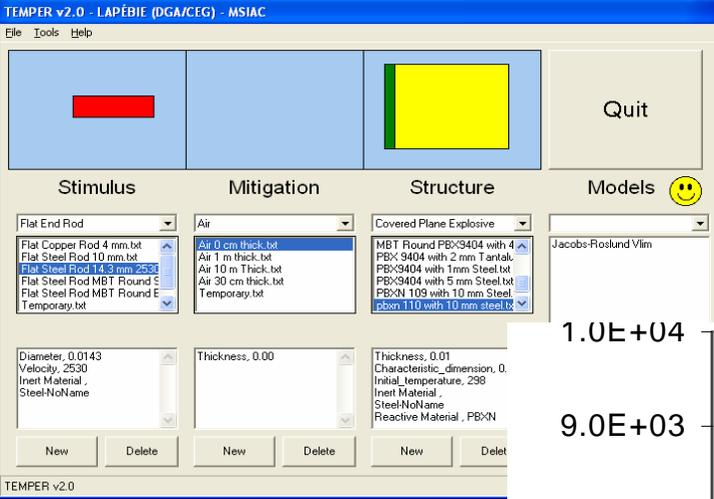 TEMPER v2.0 - LAPÉBIE (DGA/CEG) - MSIAC
File Tools Help
Quit
Stimulus Mitigation Structure Models
Flat End Rod Air Covered Plane Explosive
Flat Copper Rod 4 mm.txt
Flat Steel Rod 10 mm.txt
Flat Steel Rod 14.3 mm 2530
Flat Steel Rod MBT Round
Flat Steel Rod MBT Round
Temporary.txt
Air 0 cm thick.txt
Air 1 m thick.txt
Air 10 m Thick.txt
Air 30 cm thick.txt
Temporary.txt
MBT Round PBX9404 with 4
PBX 9404 with 2 mm Tantalu
PBX9404 with 1mm Steel.txt
PBX9404 with 5 mm Steel.txt
PBXN 109 with 10 mm Steel.
pbxn 110 with 10 mm steel.tx
Jacobs-Roslund Vlim
Diameter, 0.0143
Velocity, 2530
Inert Material ,
Steel-NoName
Thickness, 0.00
Thickness, 0.01
Characteristic_dimension, 0.
Initial_temperature, 298
Inert Material ,
Steel-NoName
Reactive Material , PBXN
New Delete New Delete New Delet
TEMPER v2.0
1.0E+04
9.0E+03